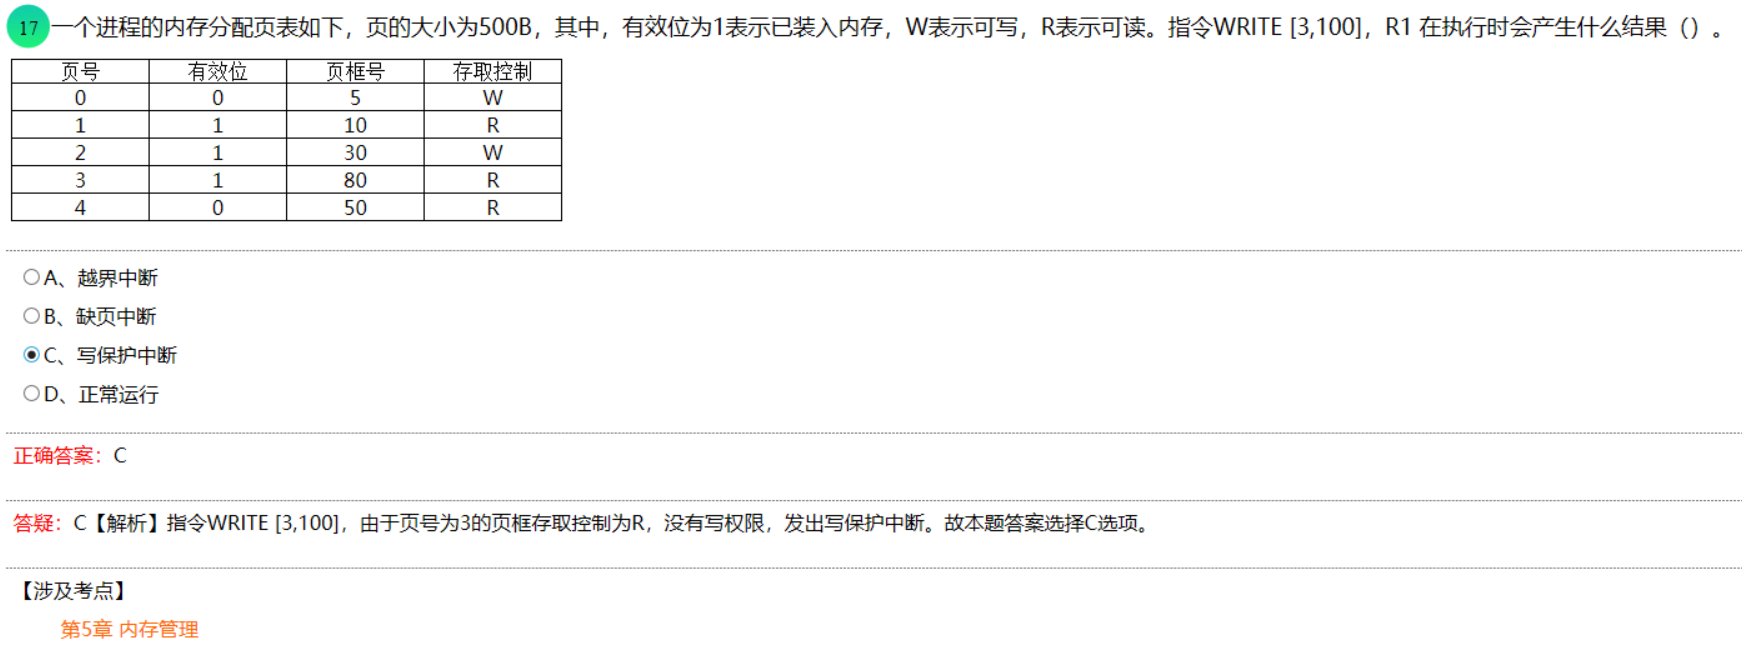 17 一个进程的内存分配页表如下，页的大小为500B，其中，有效位为1表示已装入内存，W表示可写，R表示可读。指令WRITE [3,100]，R1 在执行时会产生什么结果（）。
页号 有效位 页框号 存取控制
0 0 5 W
1 1 10 R
2 1 30 W
3 1 80 R
4 0 50 R
A、越界中断
B、缺页中断
C、写保护中断
D、正常运行
正确答案：C
答疑：C【解析】指令WRITE [3,100]，由于页号为3的页框存取控制为R，没有写权限，发出写保护中断。故本题答案选择C选项。
【涉及考点】
第5章 内存管理